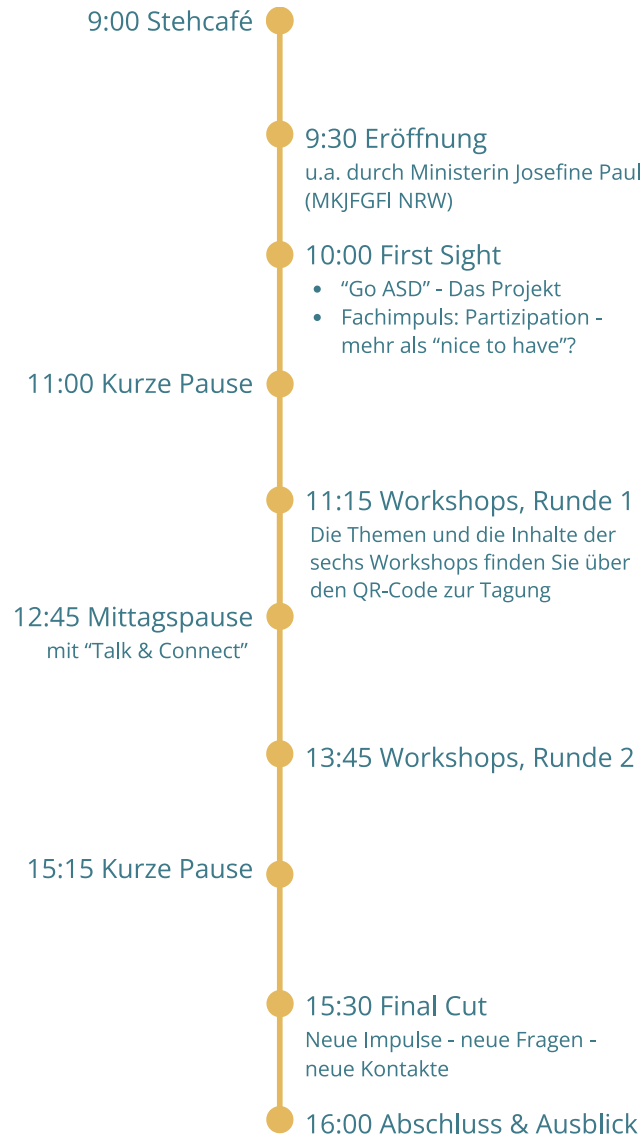 9:00 Stehcafé
9:30 Eröffnung
u.a. durch Ministerin Josefine Paul
(MKJFGFI NRW)
10:00 First Sight
• “Go ASD” - Das Projekt
• Fachimpuls: Partizipation -
mehr als “nice to have”?
11:00 Kurze Pause
11:15 Workshops, Runde 1
Die Themen und die Inhalte der
sechs Workshops finden Sie über
den QR-Code zur Tagung
12:45 Mittagspause
mit “Talk & Connect”
13:45 Workshops, Runde 2
15:15 Kurze Pause
15:30 Final Cut
Neue Impulse - neue Fragen -
neue Kontakte
16:00 Abschluss & Ausblick